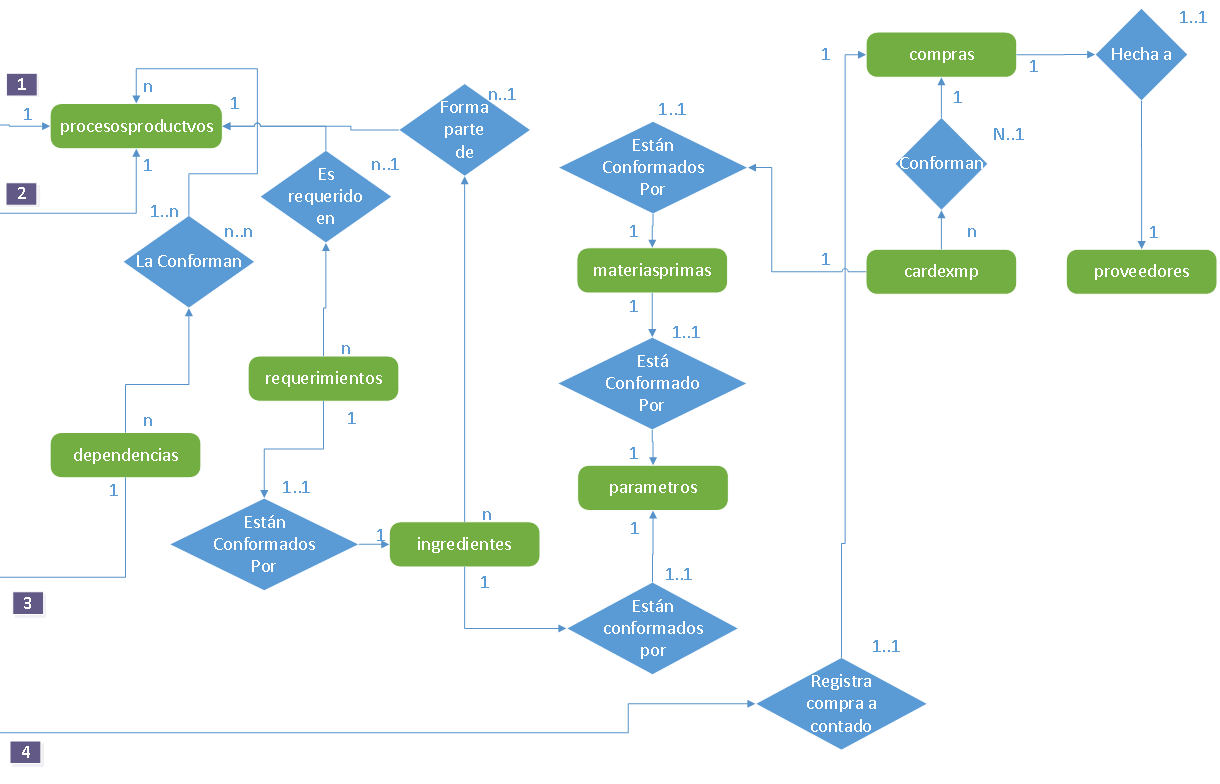 1..1
compras
1
1
Hecha a
1
n
1
n..1
1
procesosproductvos
1
Forma
parte
de
1..1
1
N..1
2
1
n..1
Es
requerido
en
Están
Conformados
Por
Conforman
1..n
n..n
La Conforman
1
1
n
1
materiasprimas
cardexmp
proveedores
1
1..1
n
requerimientos
Está
Conformado
Por
n
1
dependencias
1
1
1..1
parametros
Están
Conformados
Por
n
1
1
ingredientes
1
1..1
3
Están
conformados
por
1..1
Registra
compra a
contado
4